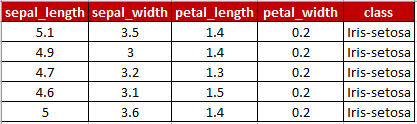 sepal_length sepal_width petal_length petal_width class
5.1 3.5 1.4 0.2 Iris-setosa
4.9 3 1.4 0.2 Iris-setosa
4.7 3.2 1.3 0.2 Iris-setosa
4.6 3.1 1.5 0.2 Iris-setosa
5 3.6 1.4 0.2 Iris-setosa